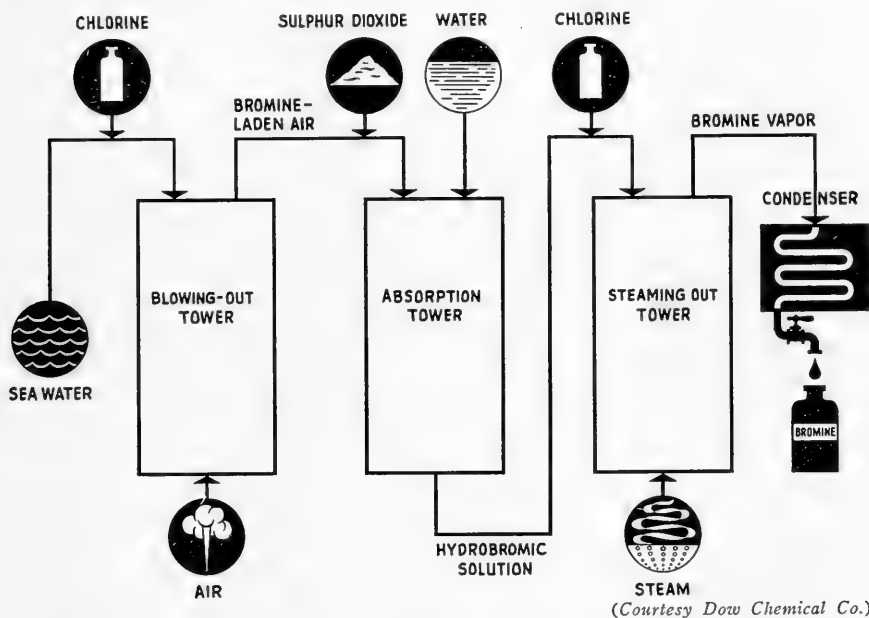 CHLORINE
SULPHUR DIOXIDE
WATER
CHLORINE
BROMINE-
LADEN AIR
BROMINE VAPOR
CONDENSER
BLOWING-OUT
TOWER
ABSORPTION
TOWER
STEAMING OUT
TOWER
SEA WATER
BROMINE
AIR
HYDROBROMIC
SOLUTION
STEAM
(Courtesy Dow Chemical Co.)